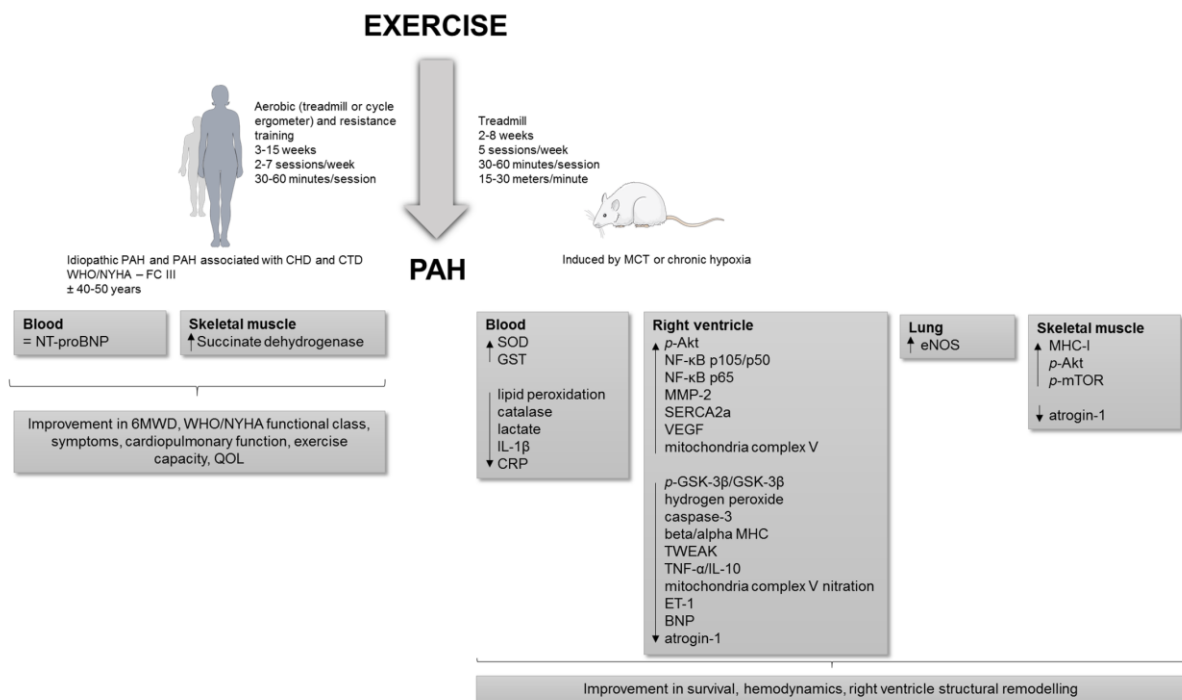 EXERCISE
Aerobic (treadmill or cycle
ergometer) and resistance
training
3-15 weeks
2-7 sessions/week
30-60 minutes/session
Treadmill
2-8 weeks
5 sessions/week
30-60 minutes/session
15-30 meters/minute
Idiopathic PAH and PAH associated with CHD and CTD
WHO/NYHA – FC III
± 40-50 years
PAH
Induced by MCT or chronic hypoxia
Blood
= NT-proBNP
Skeletal muscle
↑ Succinate dehydrogenase
Improvement in 6MWD, WHO/NYHA functional class,
symptoms, cardiopulmonary function, exercise
capacity, QOL
Blood
↑ SOD
GST
lipid peroxidation
catalase
lactate
IL-1β
↓ CRP
Right ventricle
↑ p-Akt
NF-κB p105/p50
NF-κB p65
MMP-2
SERCA2a
VEGF
mitochondria complex V
p-GSK-3β/GSK-3β
hydrogen peroxide
caspase-3
beta/alpha MHC
TWEAK
TNF-α/IL-10
mitochondria complex V nitration
ET-1
BNP
↓ atrogin-1
Lung
↑ eNOS
Skeletal muscle
↑ MHC-I
p-Akt
p-mTOR
↓ atrogin-1
Improvement in survival, hemodynamics, right ventricle structural remodelling